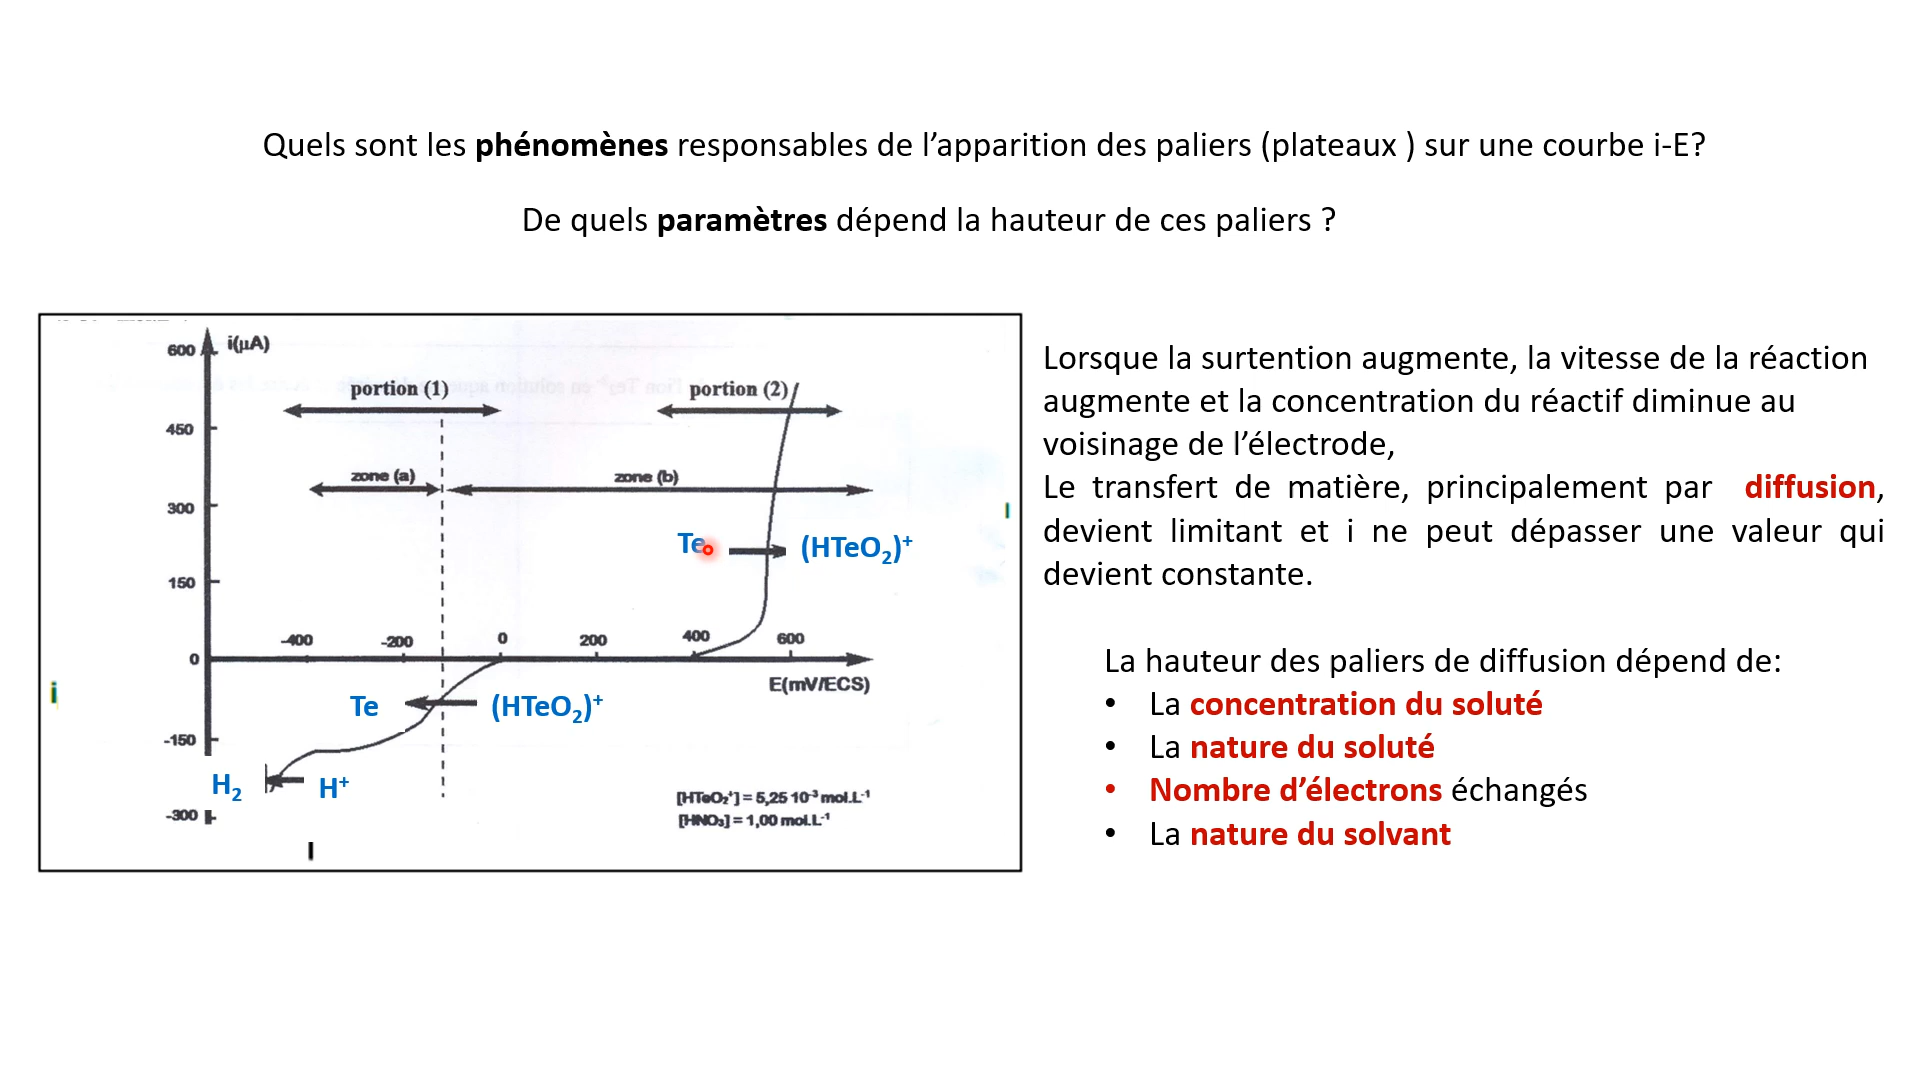 Quels sont les phénomènes responsables de l’apparition des paliers (plateaux ) sur une courbe i-E?
De quels paramètres dépend la hauteur de ces paliers ?
i(µA)
600
450
300
150
0
-150
-300
portion (1)
portion (2)
zone (a)
zone (b)
Te
(HTeO₂)⁺
-400
-200
0
200
400
600
E(mV/ECS)
i
Te
(HTeO₂)⁺
H₂
H⁺
[HTeO₂⁺] = 5,25 10⁻³ mol.L⁻¹
[HNO₃] = 1,00 mol.L⁻¹
I
I
Lorsque la surtention augmente, la vitesse de la réaction
augmente et la concentration du réactif diminue au
voisinage de l’électrode,
Le transfert de matière, principalement par diffusion,
devient limitant et i ne peut dépasser une valeur qui
devient constante.
La hauteur des paliers de diffusion dépend de:
• La concentration du soluté
• La nature du soluté
• Nombre d’électrons échangés
• La nature du solvant